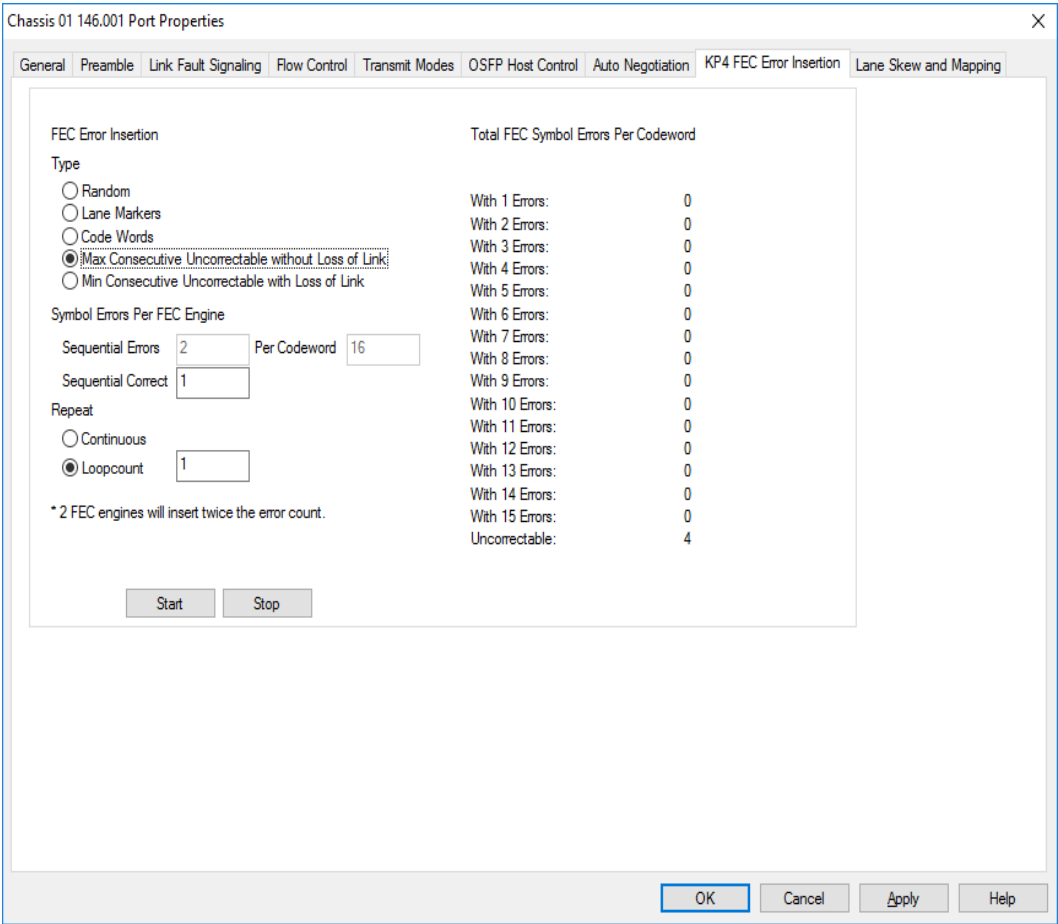 Chassis 01 146.001 Port Properties
General Preamble Link Fault Signaling Flow Control Transmit Modes OSFP Host Control Auto Negotiation KP4 FEC Error Insertion Lane Skew and Mapping
FEC Error Insertion
Type
Random
Lane Markers
Code Words
Max Consecutive Uncorrectable without Loss of Link
Min Consecutive Uncorrectable with Loss of Link
Symbol Errors Per FEC Engine
Sequential Errors 2 Per Codeword 16
Sequential Correct 1
Repeat
Continuous
Loopcount 1
* 2 FEC engines will insert twice the error count.
Start Stop
Total FEC Symbol Errors Per Codeword
With 1 Errors: 0
With 2 Errors: 0
With 3 Errors: 0
With 4 Errors: 0
With 5 Errors: 0
With 6 Errors: 0
With 7 Errors: 0
With 8 Errors: 0
With 9 Errors: 0
With 10 Errors: 0
With 11 Errors: 0
With 12 Errors: 0
With 13 Errors: 0
With 14 Errors: 0
With 15 Errors: 0
Uncorrectable: 4
OK Cancel Apply Help